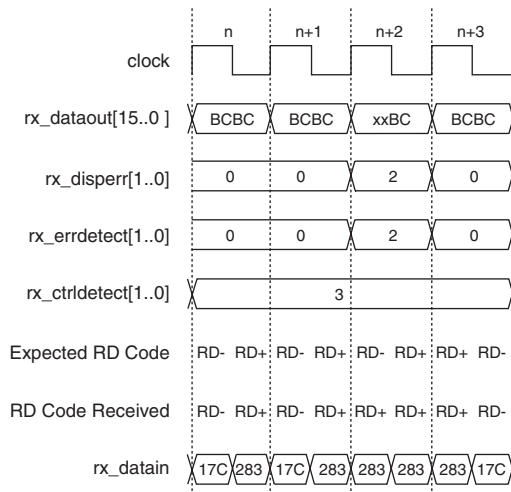 n n+1 n+2 n+3
clock
rx_dataout[15..0 ] BCBC BCBC xxBC BCBC
rx_disperr[1..0] 0 0 2 0
rx_errdetect[1..0] 0 0 2 0
rx_ctrldetect[1..0] 3
Expected RD Code RD- RD+ RD- RD+ RD- RD+ RD+ RD-
RD Code Received RD- RD+ RD- RD+ RD+ RD+ RD+ RD-
rx_datain 17C 283 17C 283 283 283 283 17C